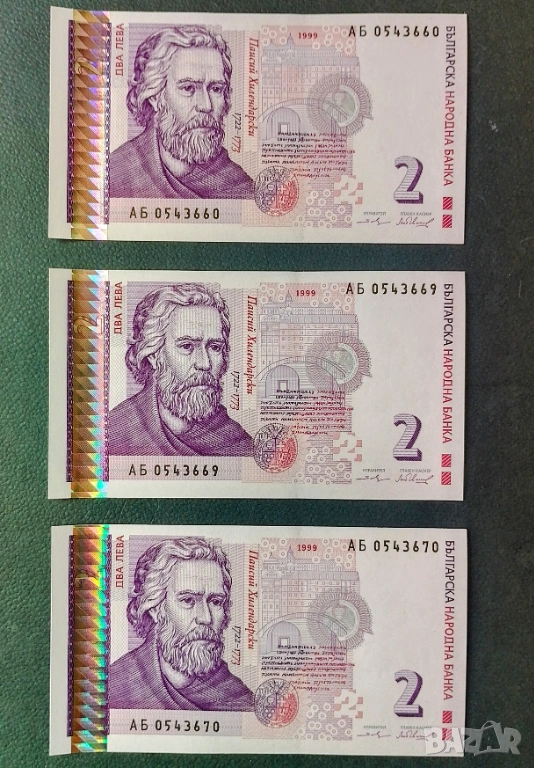 1999
АБ 0543660
ДВА ЛЕВА
Паисий Хилендарски
1722-1773
БЪЛГАРСКА НАРОДНА БАНКА
2
АБ 0543660
1999
АБ 0543669
ДВА ЛЕВА
Паисий Хилендарски
1722-1773
БЪЛГАРСКА НАРОДНА БАНКА
2
АБ 0543669
1999
АБ 0543670
ДВА ЛЕВА
Паисий Хилендарски
1722-1773
БЪЛГАРСКА НАРОДНА БАНКА
2
АБ 0543670
BAZAR